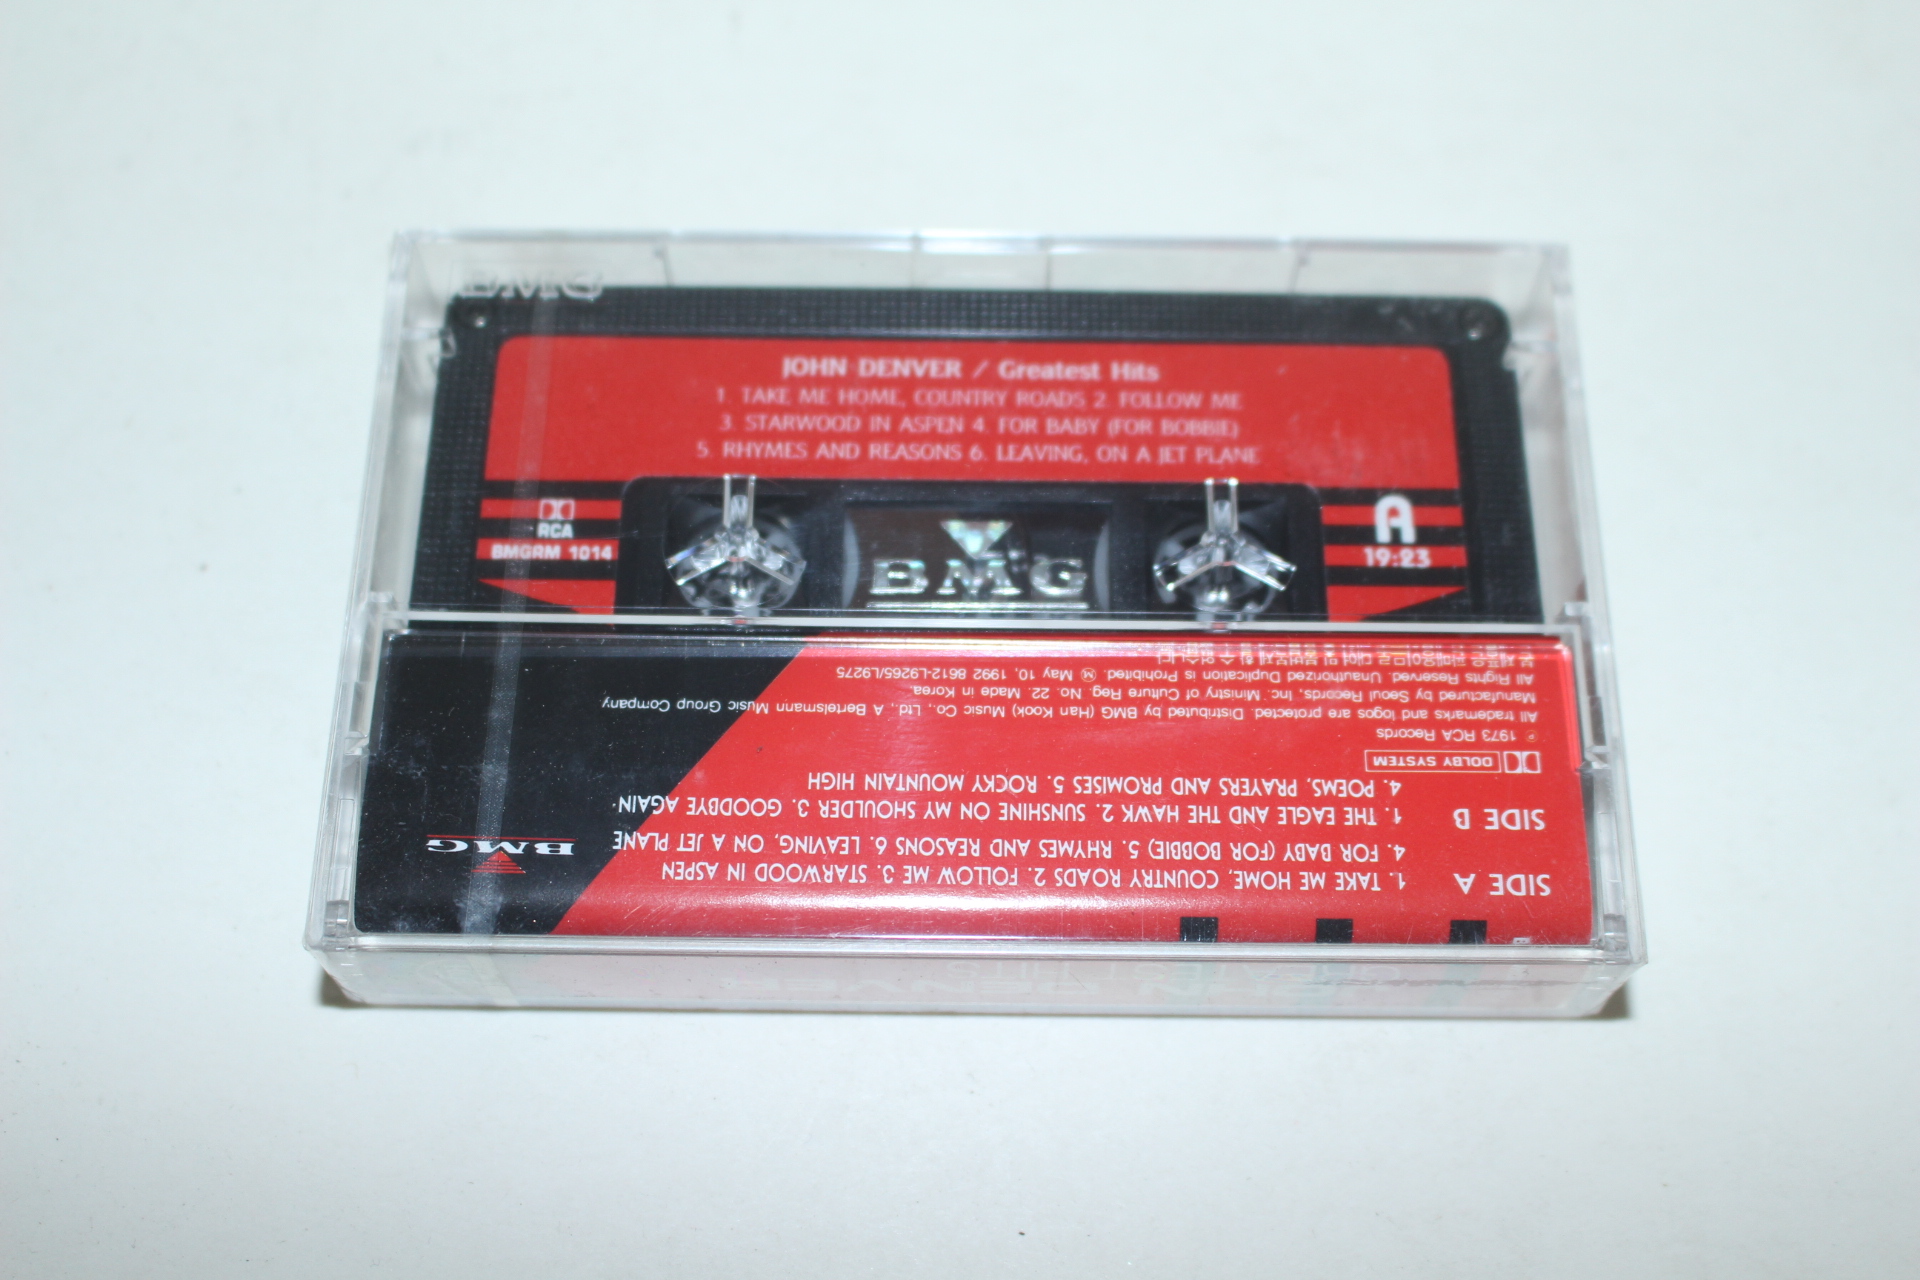 BMG
JOHN DENVER / Greatest Hits
1. TAKE ME HOME, COUNTRY ROADS 2. FOLLOW ME
3. STARWOOD IN ASPEN 4. FOR BABY (FOR BOBBIE)
5. RHYMES AND REASONS 6. LEAVING, ON A JET PLANE
RCA
BMGRM 1014
BMG
A
19:23
SIDE A
1. TAKE ME HOME, COUNTRY ROADS 2. FOLLOW ME 3. STARWOOD IN ASPEN
4. FOR BABY (FOR BOBBIE) 5. RHYMES AND REASONS 6. LEAVING, ON A JET PLANE
SIDE B
1. THE EAGLE AND THE HAWK 2. SUNSHINE ON MY SHOULDER 3. GOODBYE AGAIN
4. POEMS, PRAYERS AND PROMISES 5. ROCKY MOUNTAIN HIGH
BMG
DOLBY SYSTEM
℗ 1973 RCA Records
All trademarks and logos are protected. Distributed by BMG (Han Kook) Music Co., Ltd., A Bertelsmann Music Group Company
Manufactured by Seoul Records, Inc. Ministry of Culture Reg. No. 22. Made in Korea
All Rights Reserved. Unauthorized Duplication is Prohibited. Ⓜ May, 10, 1992 8612-L9265/L9275
JOHN DENVER
GREATEST HITS